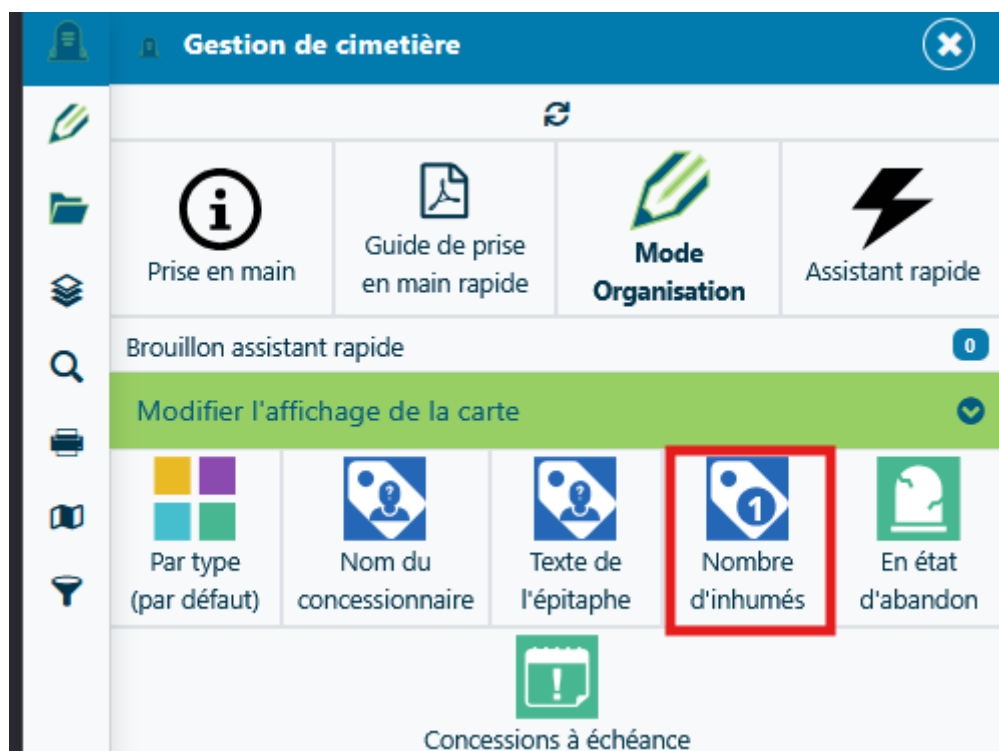 Gestion de cimetière
Prise en main
Guide de prise
en main rapide
Mode
Organisation
Assistant rapide
Brouillon assistant rapide
0
Modifier l'affichage de la carte
Par type
(par défaut)
Nom du
concessionnaire
Texte de
l'épitaphe
1
Nombre
d'inhumés
En état
d'abandon
Concessions à échéance